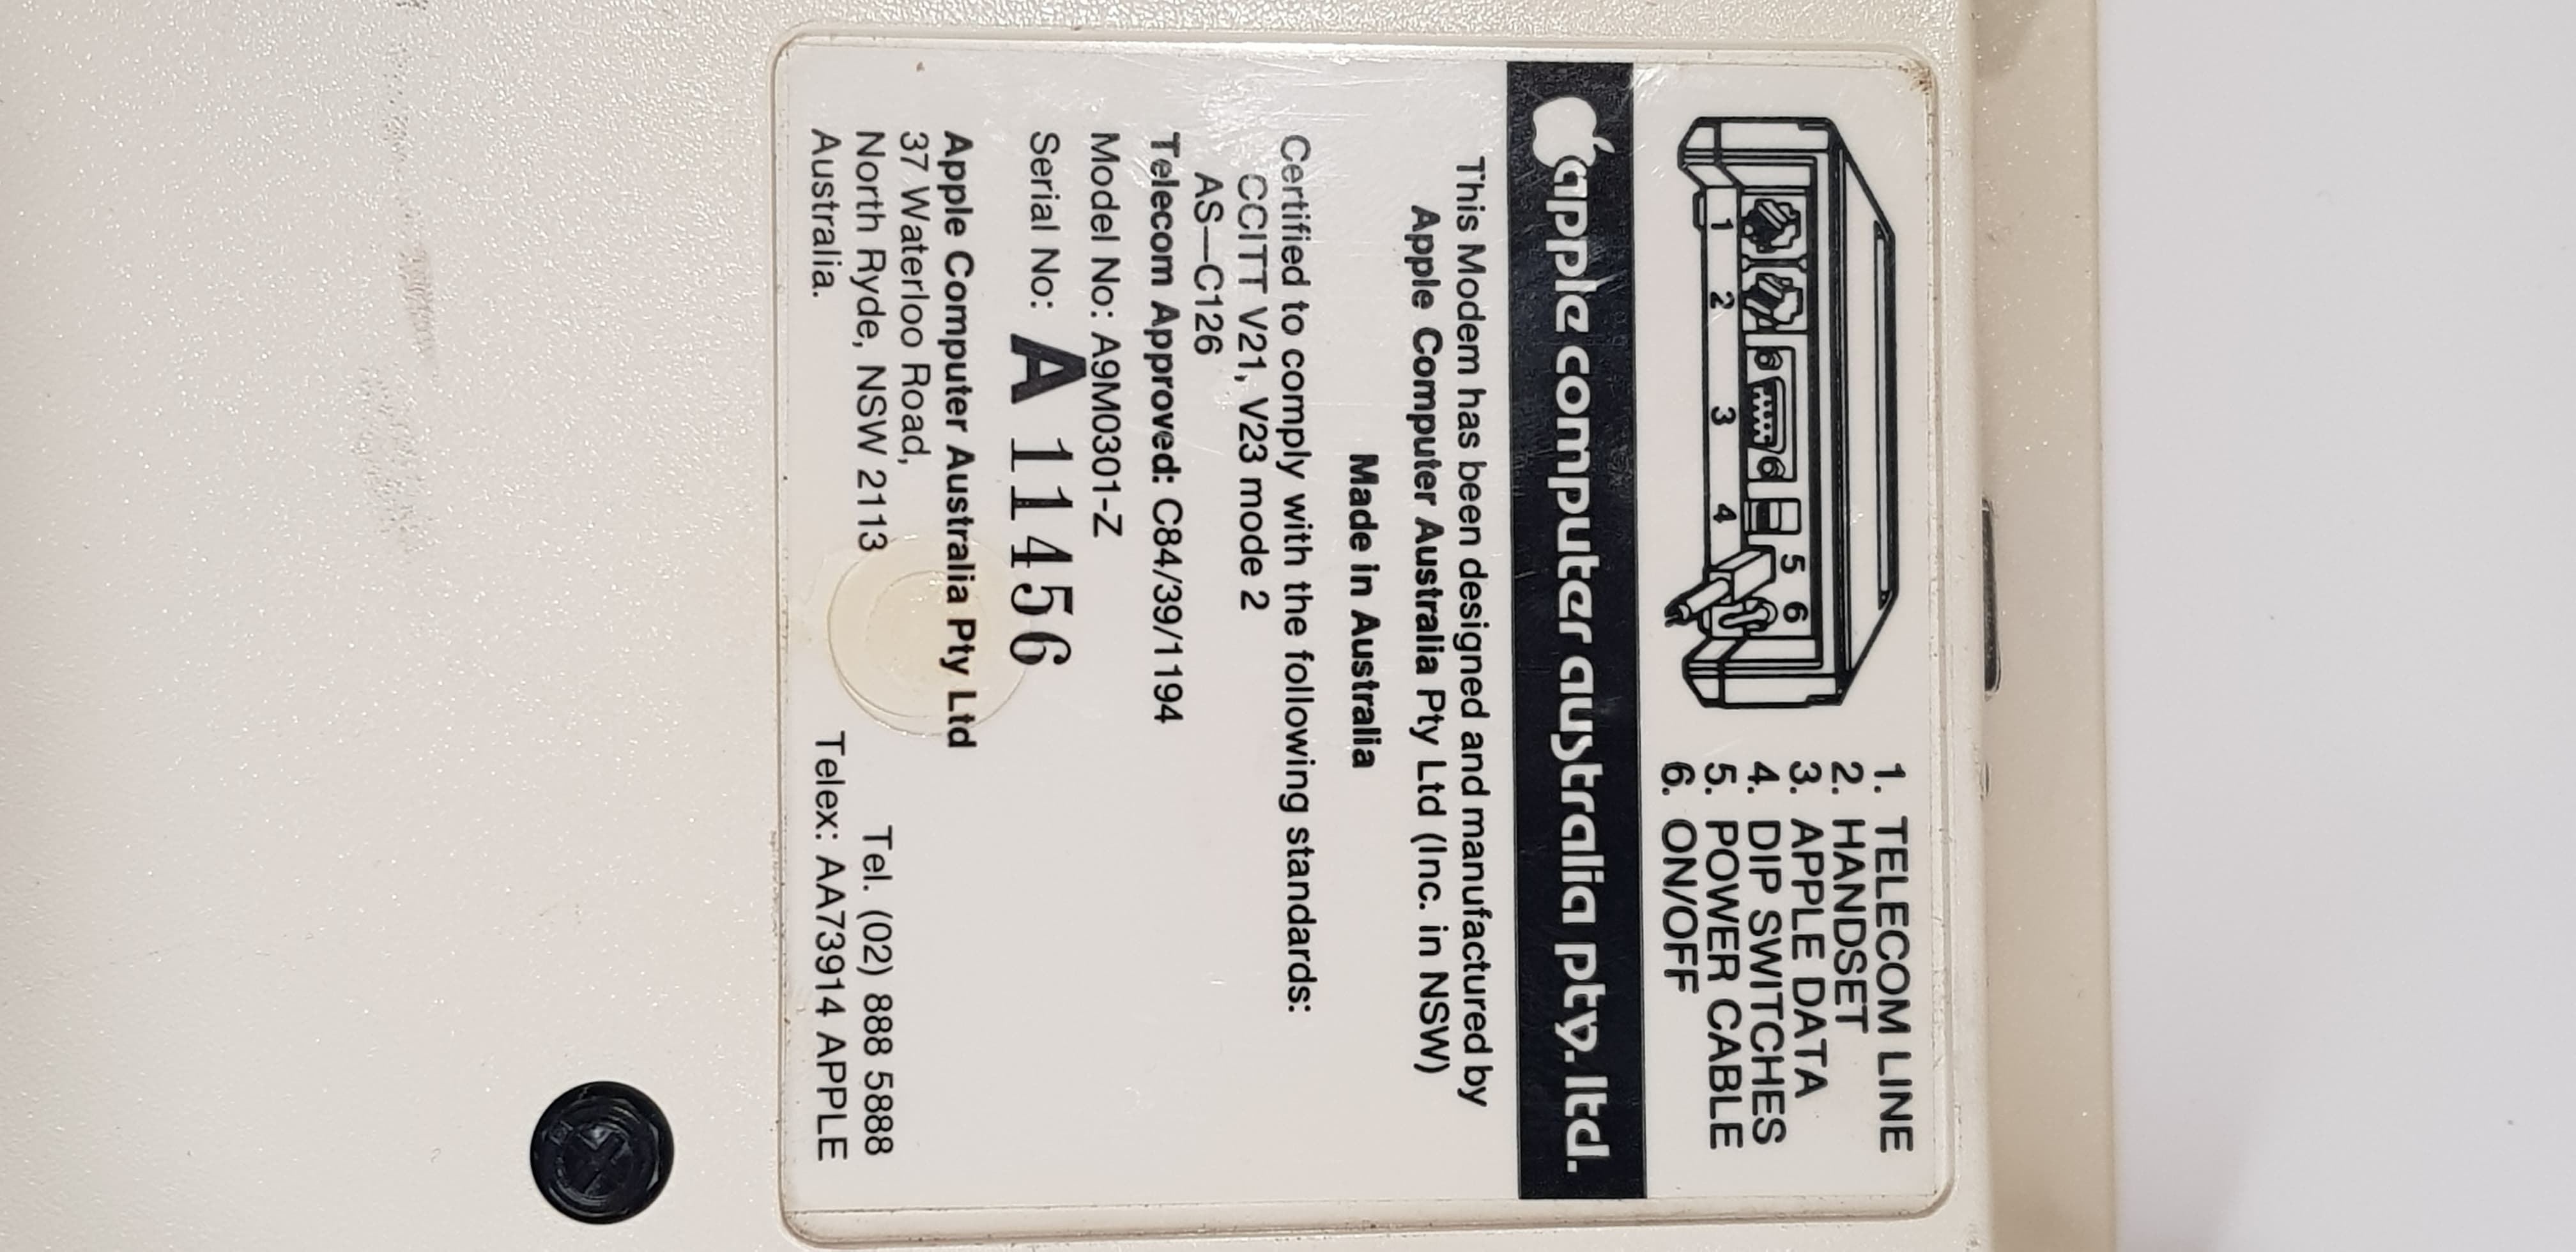 1 2 3 4 5 6
1. TELECOM LINE
2. HANDSET
3. APPLE DATA
4. DIP SWITCHES
5. POWER CABLE
6. ON/OFF
apple computer australia pty. ltd.
This Modem has been designed and manufactured by
Apple Computer Australia Pty Ltd (Inc. in NSW)
Made in Australia
Certified to comply with the following standards:
CCITT V21, V23 mode 2
AS—C126
Telecom Approved: C84/39/1194
Model No: A9M0301-Z
Serial No: A 11456
Apple Computer Australia Pty Ltd
37 Waterloo Road,
North Ryde, NSW 2113
Australia.
Tel. (02) 888 5888
Telex: AA73914 APPLE